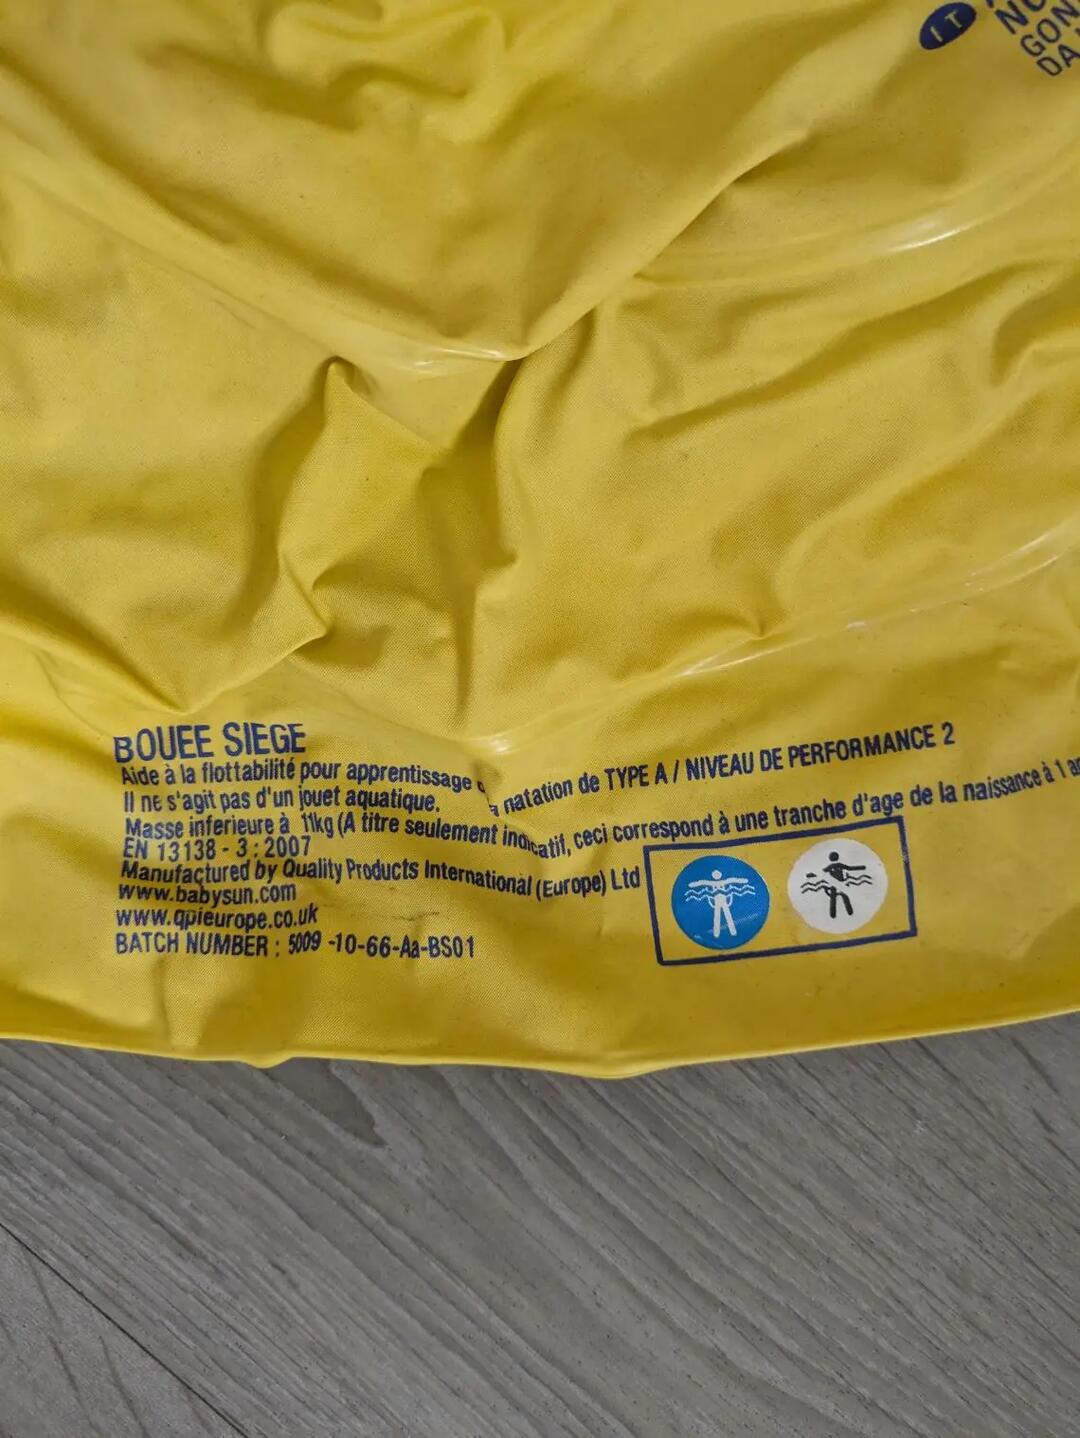 IT
GON
BOUEE SIEGE
Aide à la flottabilité pour apprentissage natation de TYPE A / NIVEAU DE PERFORMANCE 2
Il ne s'agit pas d'un jouet aquatique.
Masse inferieure à 11kg (A titre seulement indicatif, ceci correspond à une tranche d'age de la naissance à 1 an
EN 13138 - 3 : 2007
Manufactured by Quality Products International (Europe) Ltd
www.babysun.com
www.qpieurope.co.uk
BATCH NUMBER : 5009 -10-66-Aa-BS01